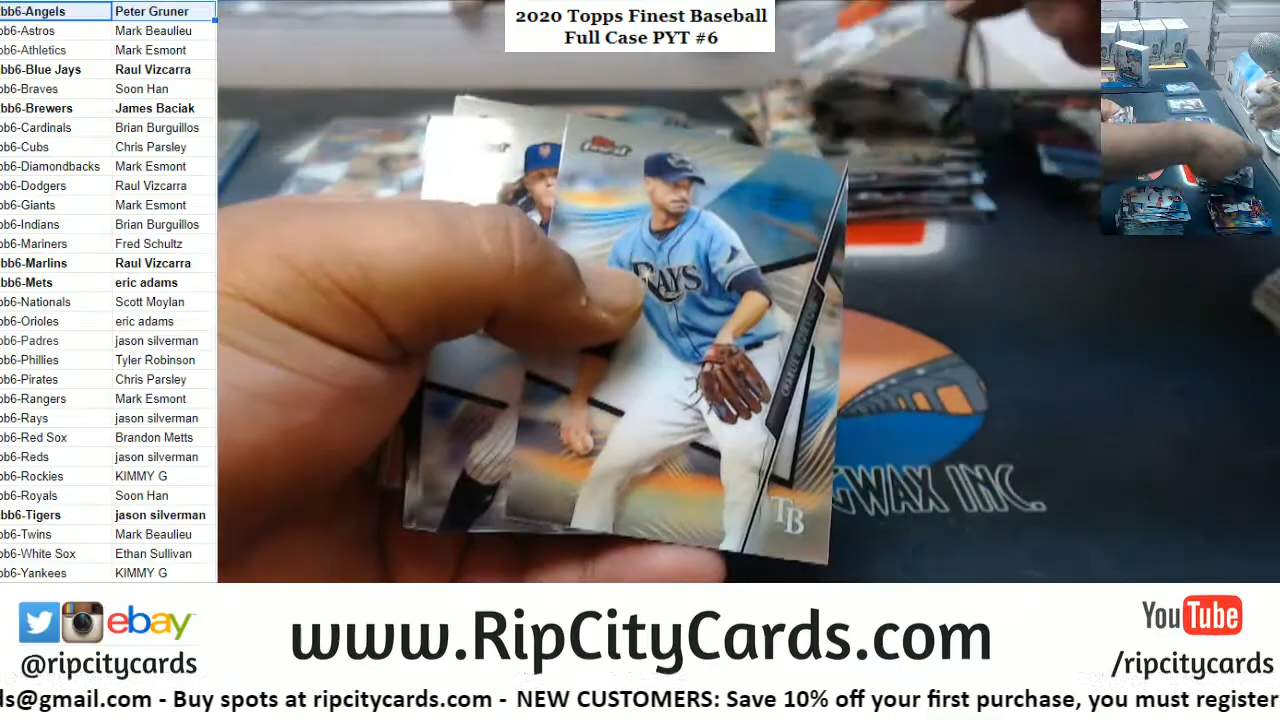 bb6-Angels Peter Gruner
bb6-Astros Mark Beaulieu
bb6-Athletics Mark Esmont
bb6-Blue Jays Raul Vizcarra
bb6-Braves Soon Han
bb6-Brewers James Baciak
bb6-Cardinals Brian Burguillos
bb6-Cubs Chris Parsley
bb6-Diamondbacks Mark Esmont
bb6-Dodgers Raul Vizcarra
bb6-Giants Mark Esmont
bb6-Indians Brian Burguillos
bb6-Mariners Fred Schultz
bb6-Marlins Raul Vizcarra
bb6-Mets eric adams
bb6-Nationals Scott Moylan
bb6-Orioles eric adams
bb6-Padres jason silverman
bb6-Phillies Tyler Robinson
bb6-Pirates Chris Parsley
bb6-Rangers Mark Esmont
bb6-Rays jason silverman
bb6-Red Sox Brandon Metts
bb6-Reds jason silverman
bb6-Rockies KIMMY G
bb6-Royals Soon Han
bb6-Tigers jason silverman
bb6-Twins Mark Beaulieu
bb6-White Sox Ethan Sullivan
bb6-Yankees KIMMY G
2020 Topps Finest Baseball
Full Case PYT #6
Finest
RAYS
CHARLIE MORTON
TB
GWAX INC.
ebay
@ripcitycards
www.RipCityCards.com
YouTube
/ripcitycards
ds@gmail.com - Buy spots at ripcitycards.com - NEW CUSTOMERS: Save 10% off your first purchase, you must register